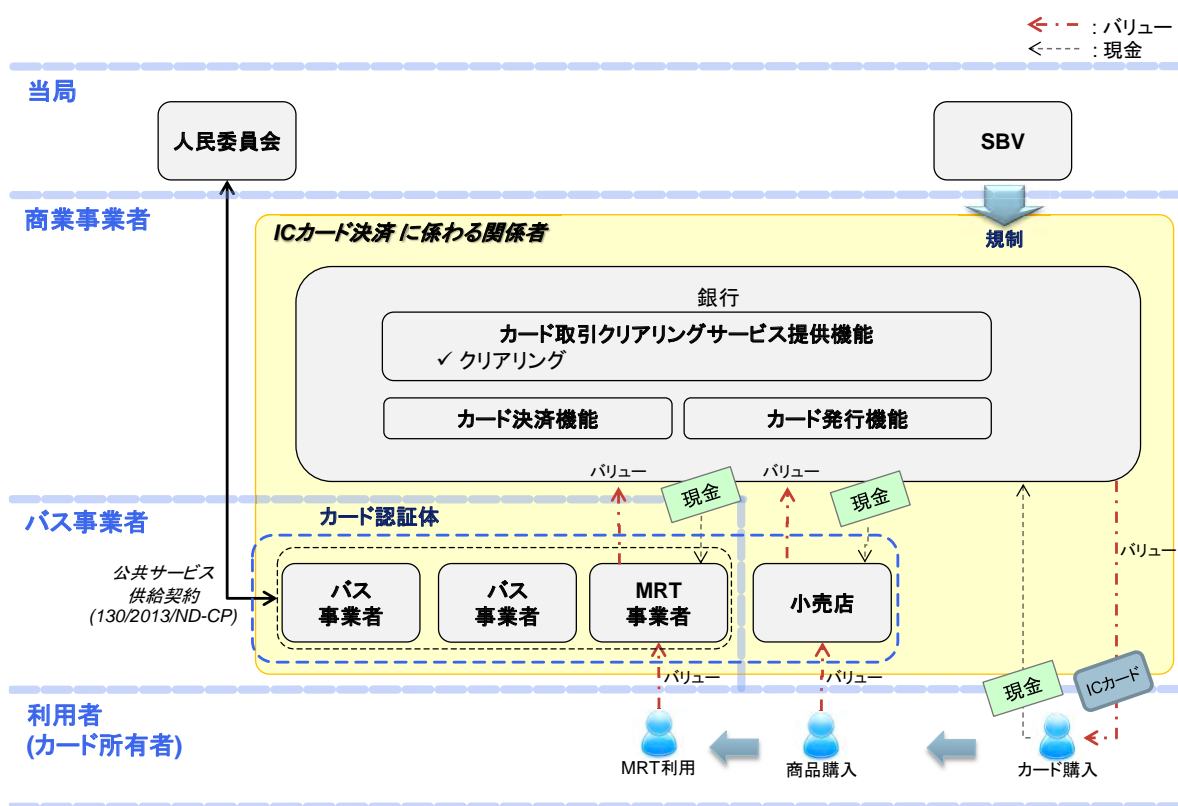 : バリュー
: 現金
当局
人民委員会
SBV
商業事業者
ICカード決済 に係わる関係者
規制
銀行
カード取引クリアリングサービス提供機能
✓ クリアリング
カード決済機能
カード発行機能
バリュー
現金
バリュー
現金
バス事業者
カード認証体
バリュー
公共サービス
供給契約
(130/2013/ND-CP)
バス
事業者
バス
事業者
MRT
事業者
小売店
バリュー
バリュー
現金
ICカード
利用者
(カード所有者)
MRT利用
商品購入
カード購入